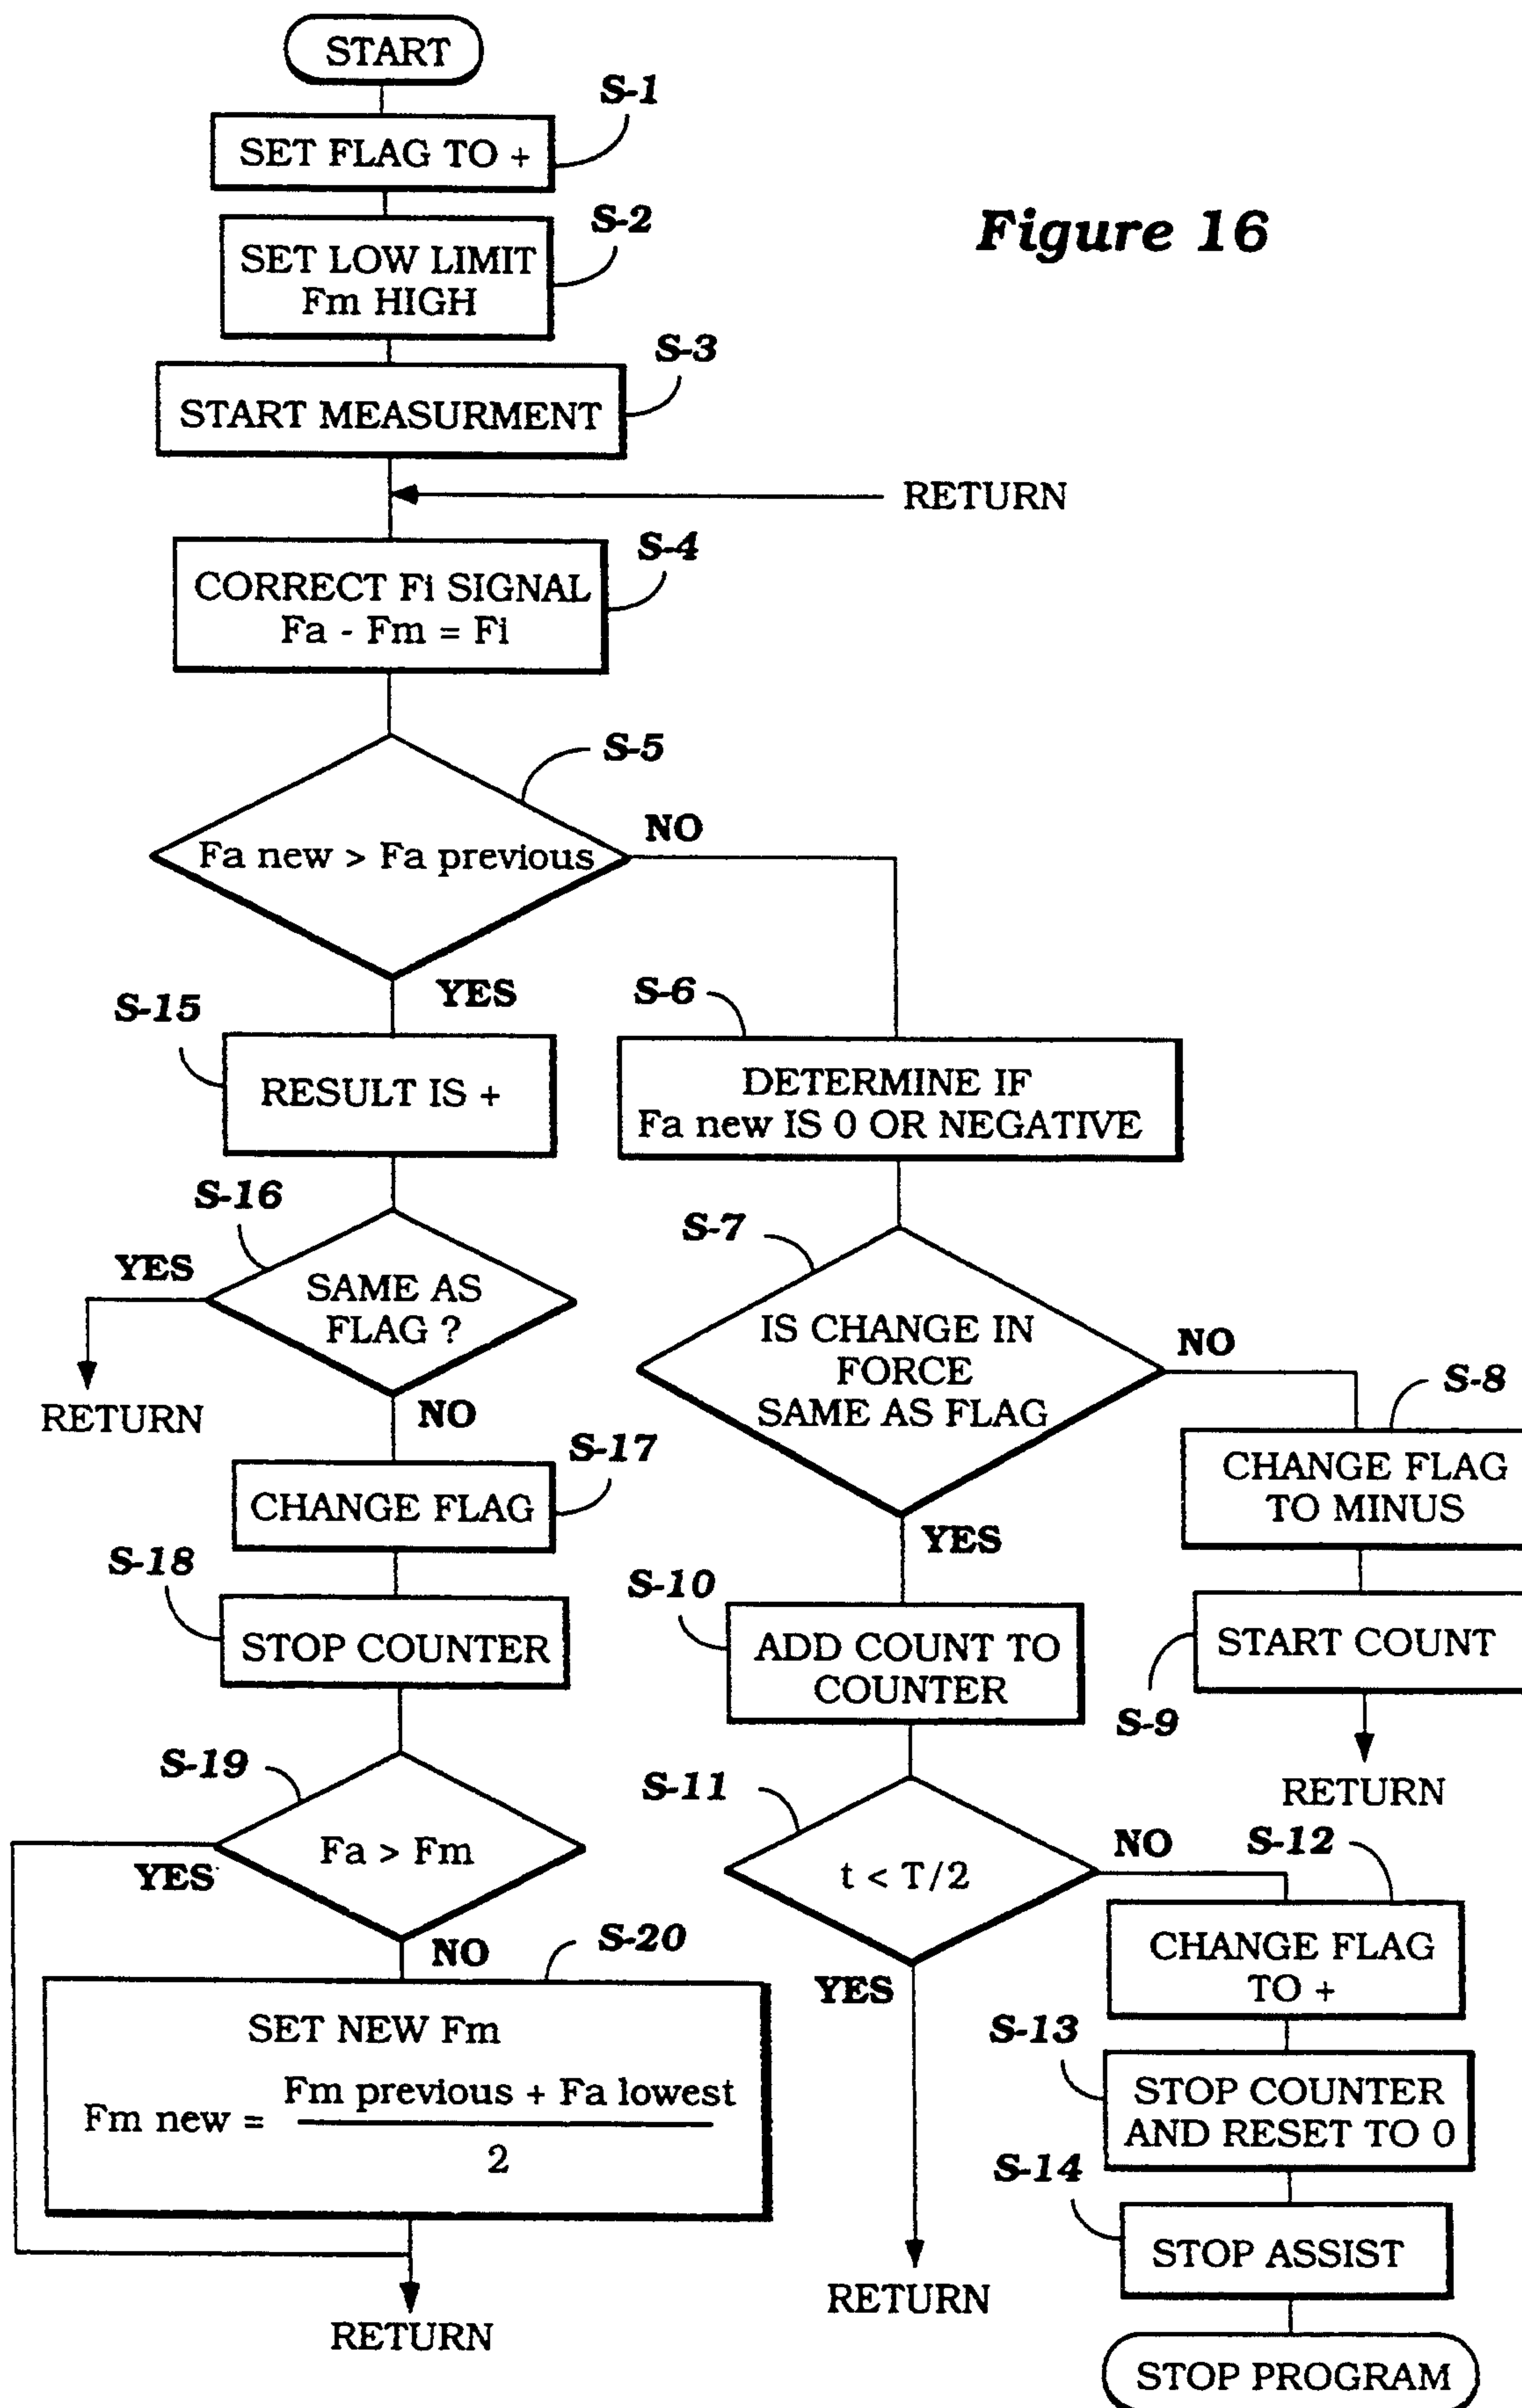 START
S-1
SET FLAG TO +
S-2
SET LOW LIMIT
Fm HIGH
Figure 16
S-3
START MEASURMENT
RETURN
S-4
CORRECT Fi SIGNAL
Fa - Fm = Fi
S-5
Fa new > Fa previous
NO
YES
S-15
RESULT IS +
S-16
YES
SAME AS
FLAG ?
RETURN
NO
S-17
CHANGE FLAG
S-18
STOP COUNTER
S-19
Fa > Fm
YES
NO
S-20
SET NEW Fm
Fm new = Fm previous + Fa lowest
2
RETURN
S-6
DETERMINE IF
Fa new IS 0 OR NEGATIVE
S-7
IS CHANGE IN
FORCE
SAME AS FLAG
NO
S-8
CHANGE FLAG
TO MINUS
S-9
START COUNT
RETURN
YES
S-10
ADD COUNT TO
COUNTER
S-11
t < T/2
YES
RETURN
NO
S-12
CHANGE FLAG
TO +
S-13
STOP COUNTER
AND RESET TO 0
S-14
STOP ASSIST
STOP PROGRAM